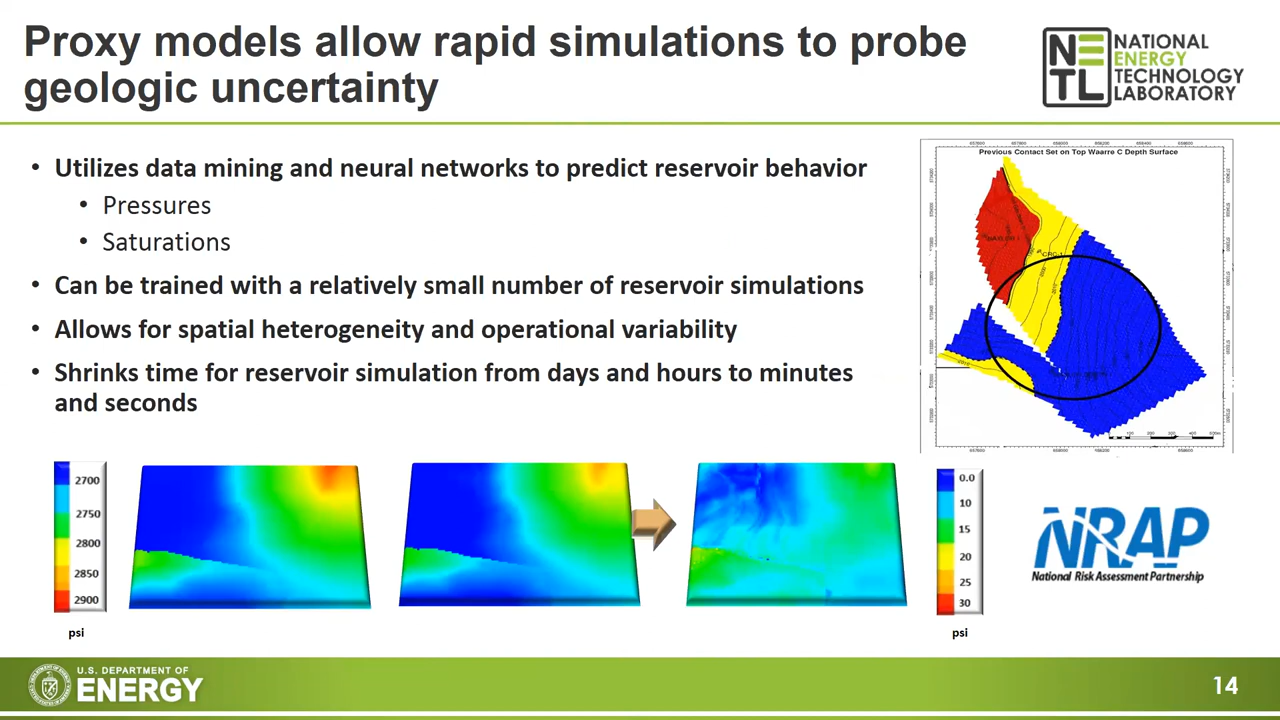 Proxy models allow rapid simulations to probe
geologic uncertainty
NETL
NATIONAL
ENERGY
TECHNOLOGY
LABORATORY
• Utilizes data mining and neural networks to predict reservoir behavior
• Pressures
• Saturations
• Can be trained with a relatively small number of reservoir simulations
• Allows for spatial heterogeneity and operational variability
• Shrinks time for reservoir simulation from days and hours to minutes
and seconds
Previous Contact Set on Top Waarre C Depth Surface
CRC-1
2700
2750
2800
2850
2900
psi
0.0
10
15
20
25
30
psi
NRAP
National Risk Assessment Partnership
U.S. DEPARTMENT OF
ENERGY
14